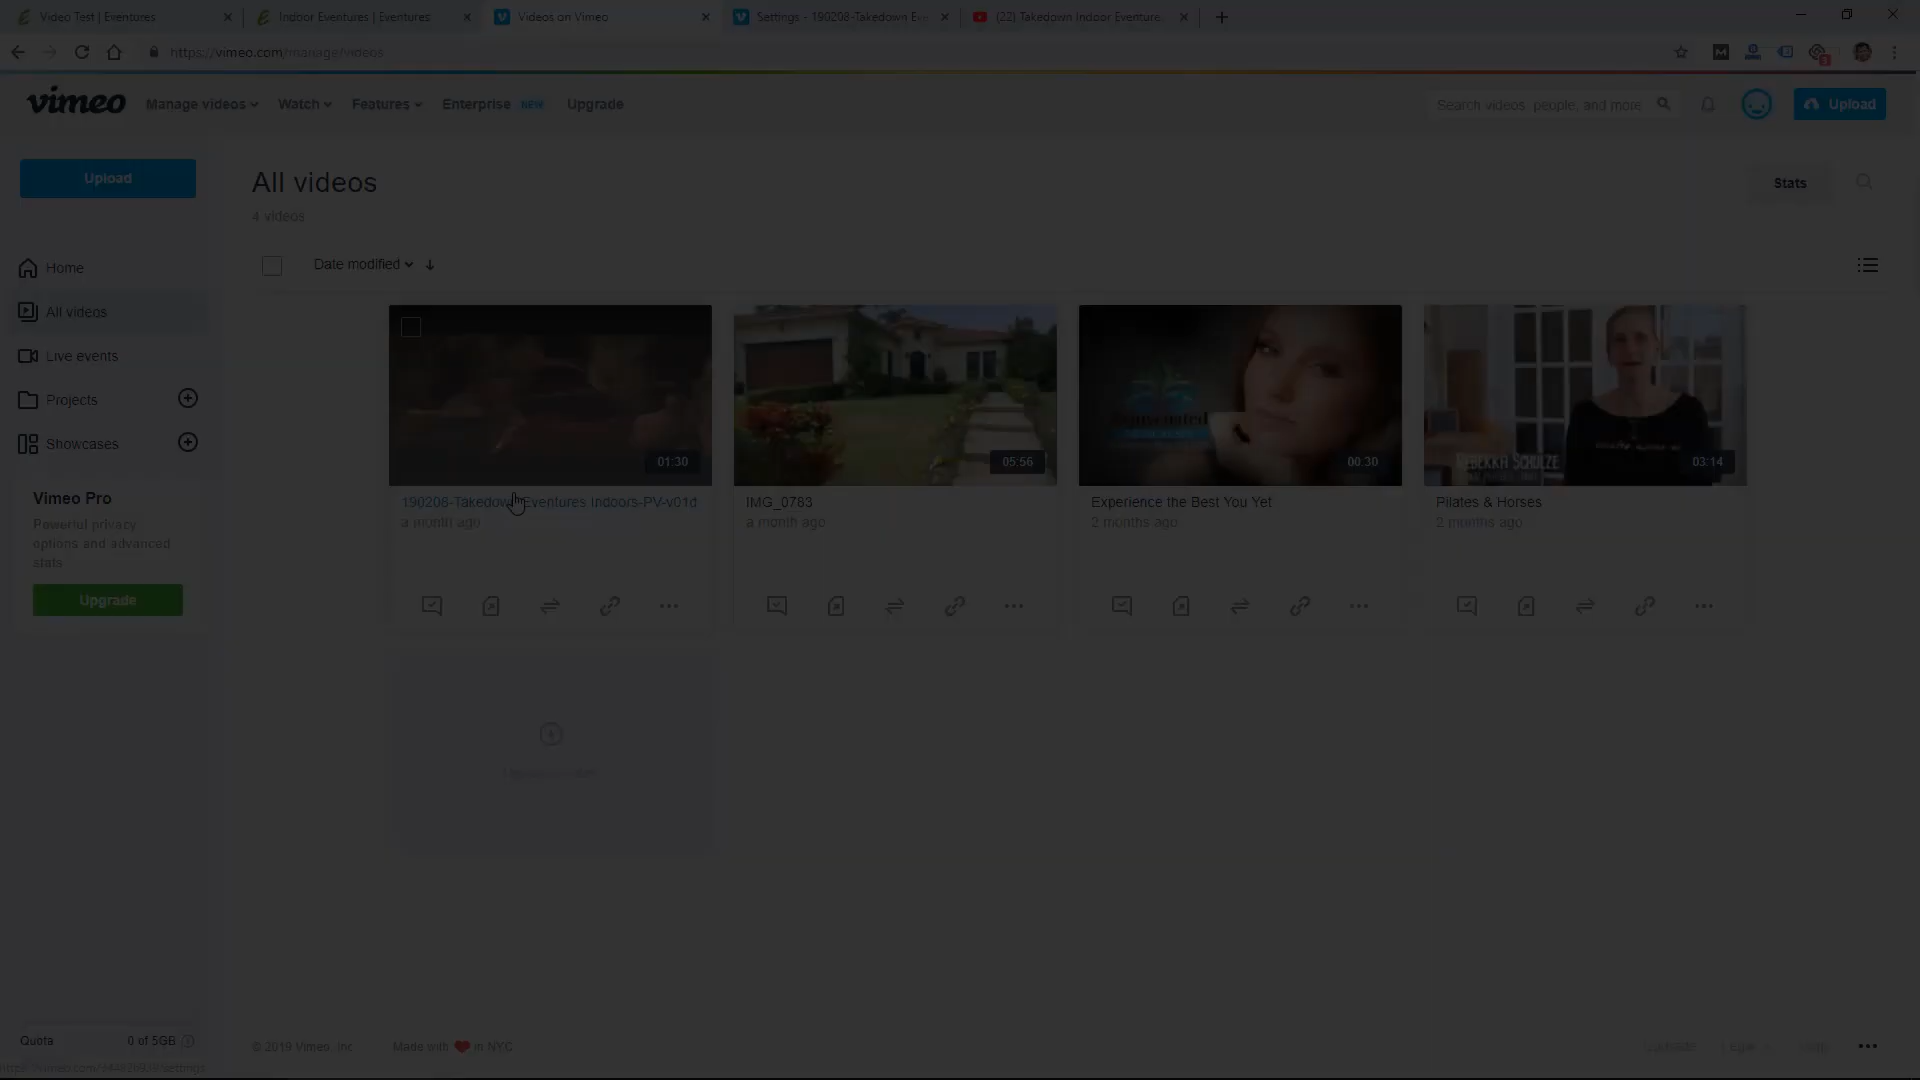 Video Test | Eventures
Indoor Eventures | Eventures
Videos on Vimeo
Settings - 190208-Takedown Eve
(22) Takedown Indoor Eventure
https://vimeo.com/manage/videos
3
vimeo
Manage videos
Watch
Features
Enterprise NEW
Upgrade
Search videos, people, and more
Upload
Upload
All videos
Stats
4 videos
Date modified
Home
All videos
Live events
Projects
Showcases
Vimeo Pro
Powerful privacy
options and advanced
stats
Upgrade
01:30
190208-Takedown Eventures Indoors-PV-v01d
a month ago
05:56
IMG_0783
a month ago
Rejuvenated
00:30
Experience the Best You Yet
2 months ago
REBEKKA SCHULZE
03:14
Pilates & Horses
2 months ago
Quota
0 of 5GB
© 2019 Vimeo, Inc
Made with ❤ in NYC